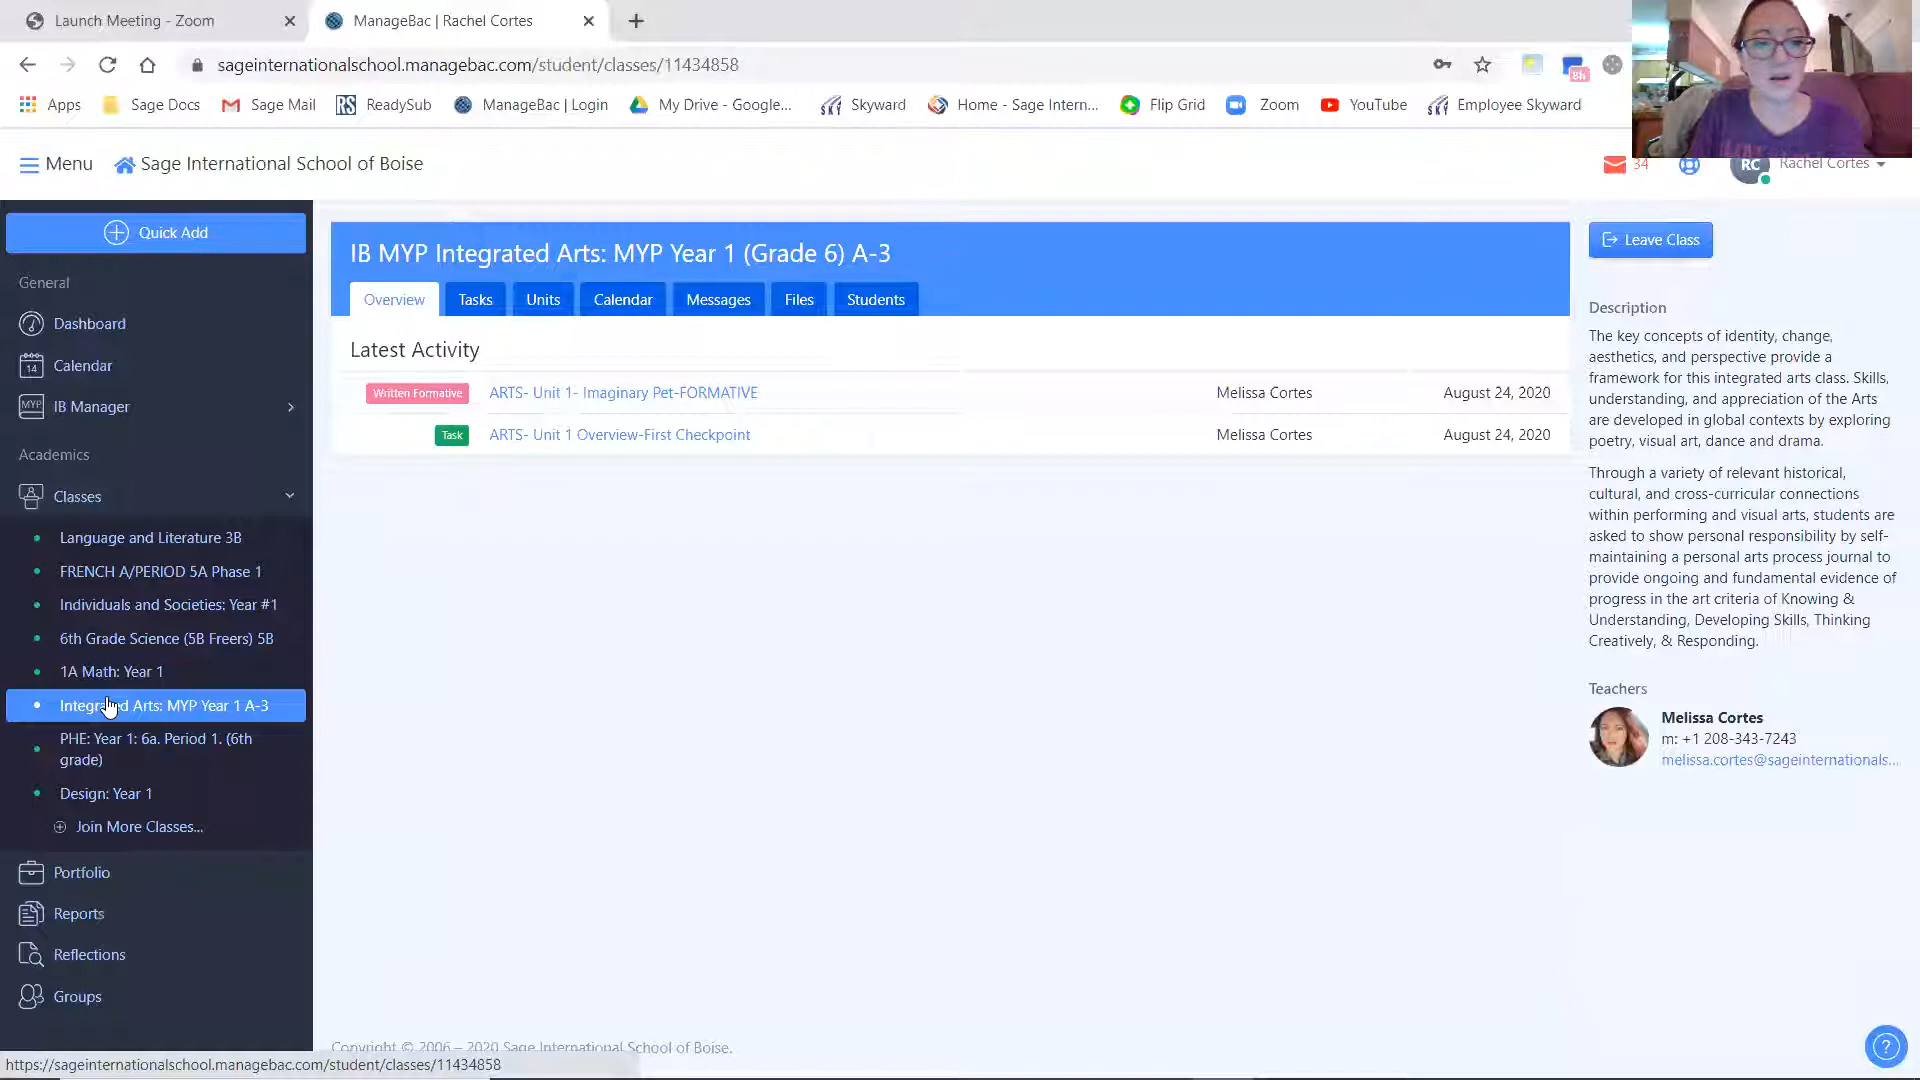 Launch Meeting - Zoom
ManageBac | Rachel Cortes
sageinternationalschool.managebac.com/student/classes/11434858
8h
Apps
Sage Docs
Sage Mail
RS
ReadySub
ManageBac | Login
My Drive - Google...
Skyward
Home - Sage Intern...
Flip Grid
Zoom
YouTube
Employee Skyward
Menu
Sage International School of Boise
34
RC
Rachel Cortes
Quick Add
General
Dashboard
14
Calendar
MYP
IB Manager
Academics
Classes
Language and Literature 3B
FRENCH A/PERIOD 5A Phase 1
Individuals and Societies: Year #1
6th Grade Science (5B Freers) 5B
1A Math: Year 1
Integrated Arts: MYP Year 1 A-3
PHE: Year 1: 6a. Period 1. (6th
grade)
Design: Year 1
Join More Classes...
Portfolio
Reports
Reflections
Groups
IB MYP Integrated Arts: MYP Year 1 (Grade 6) A-3
Overview
Tasks
Units
Calendar
Messages
Files
Students
Latest Activity
Written Formative
ARTS- Unit 1- Imaginary Pet-FORMATIVE
Melissa Cortes
August 24, 2020
Task
ARTS- Unit 1 Overview-First Checkpoint
Melissa Cortes
August 24, 2020
Leave Class
Description
The key concepts of identity, change,
aesthetics, and perspective provide a
framework for this integrated arts class. Skills,
understanding, and appreciation of the Arts
are developed in global contexts by exploring
poetry, visual art, dance and drama.
Through a variety of relevant historical,
cultural, and cross-curricular connections
within performing and visual arts, students are
asked to show personal responsibility by self-
maintaining a personal arts process journal to
provide ongoing and fundamental evidence of
progress in the art criteria of Knowing &
Understanding, Developing Skills, Thinking
Creatively, & Responding.
Teachers
Melissa Cortes
m: +1 208-343-7243
melissa.cortes@sageinternationals...
Copyright © 2006 – 2020 Sage International School of Boise.
https://sageinternationalschool.managebac.com/student/classes/11434858